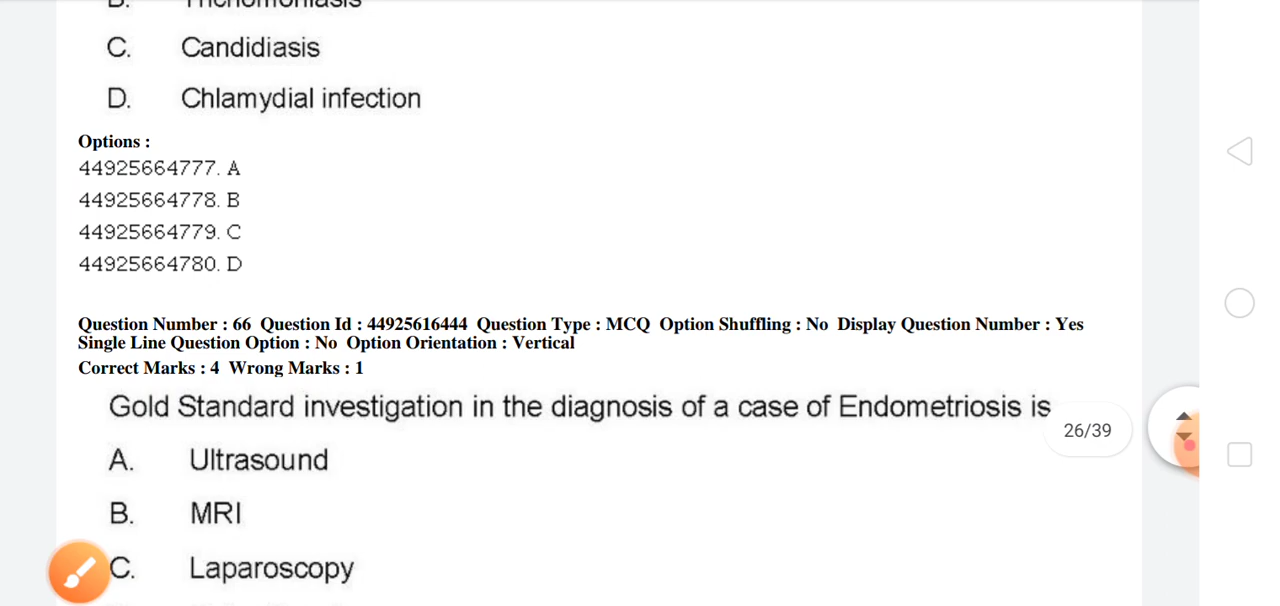 C. Candidiasis
D. Chlamydial infection
Options :
44925664777. A
44925664778. B
44925664779. C
44925664780. D
Question Number : 66 Question Id : 44925616444 Question Type : MCQ Option Shuffling : No Display Question Number : Yes
Single Line Question Option : No Option Orientation : Vertical
Correct Marks : 4 Wrong Marks : 1
Gold Standard investigation in the diagnosis of a case of Endometriosis is
26/39
A. Ultrasound
B. MRI
C. Laparoscopy